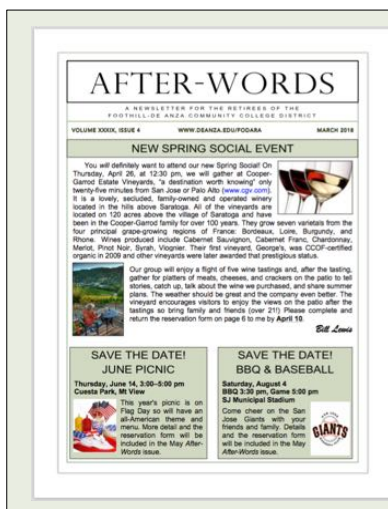 AFTER-WORDS
A NEWSLETTER FOR THE RETIREES OF THE
FOOTHILL-DE ANZA COMMUNITY COLLEGE DISTRICT
VOLUME XXXIX, ISSUE 4 WWW.DEANZA.EDU/FODARA MARCH 2018
NEW SPRING SOCIAL EVENT
You will definitely want to attend our new Spring Social! On
Thursday, April 26, at 12:30 pm, we will gather at Cooper-
Garrod Estate Vineyards, "a destination worth knowing" only
twenty-five minutes from San Jose or Palo Alto (www.cgv.com).
It is a lovely, secluded, family-owned and operated winery
located in the hills above Saratoga. All of the vineyards are
located on 120 acres above the village of Saratoga and have
been in the Cooper-Garrod family for over 100 years. They grow seven varietals from the
four principal grape-growing regions of France: Bordeaux, Loire, Burgundy, and
Rhone. Wines produced include Cabernet Sauvignon, Cabernet Franc, Chardonnay,
Merlot, Pinot Noir, Syrah, Viognier. Their first vineyard, George's, was CCOF-certified
organic in 2009 and other vineyards were later awarded that prestigious status.
Our group will enjoy a flight of five wine tastings and, after the tasting,
gather for platters of meats, cheeses, and crackers on the patio to tell
stories, catch up, talk about the wine we purchased, and share summer
plans. The weather should be great and the company even better. The
vineyard encourages visitors to enjoy the views on the patio after the
tastings so bring family and friends (over 21!) Please complete and
return the reservation form on page 6 to me by April 10.
Bill Lewis
SAVE THE DATE!
JUNE PICNIC
Thursday, June 14, 3:00–5:00 pm
Cuesta Park, Mt View
This year's picnic is on
Flag Day so will have an
all-American theme and
menu. More detail and the
reservation form will be
included in the May After-
Words issue.
SAVE THE DATE!
BBQ & BASEBALL
Saturday, August 4
BBQ 3:30 pm, Game 5:00 pm
SJ Municipal Stadium
Come cheer on the San
Jose Giants with your
friends and family. Details
and the reservation form
will be included in the May
After-Words issue.
GIANTS